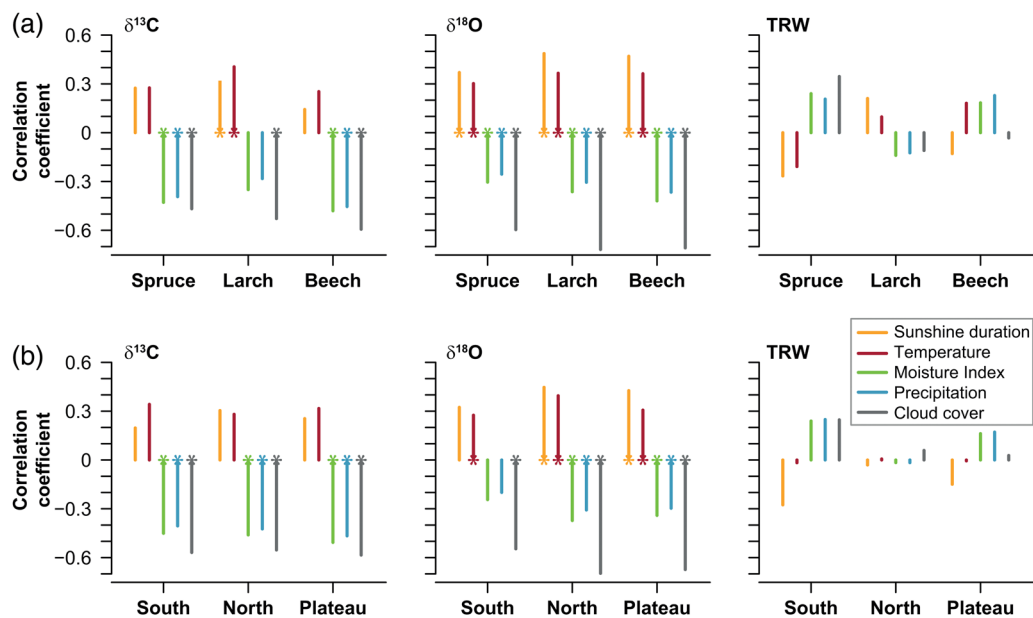 (a)
δ¹³C
δ¹⁸O
TRW
Correlation
coefficient
0.6
0.3
0
−0.3
−0.6
Spruce Larch Beech
Spruce Larch Beech
Spruce Larch Beech
(b)
δ¹³C
δ¹⁸O
TRW
Sunshine duration
Temperature
Moisture Index
Precipitation
Cloud cover
Correlation
coefficient
0.6
0.3
0
−0.3
−0.6
South North Plateau
South North Plateau
South North Plateau